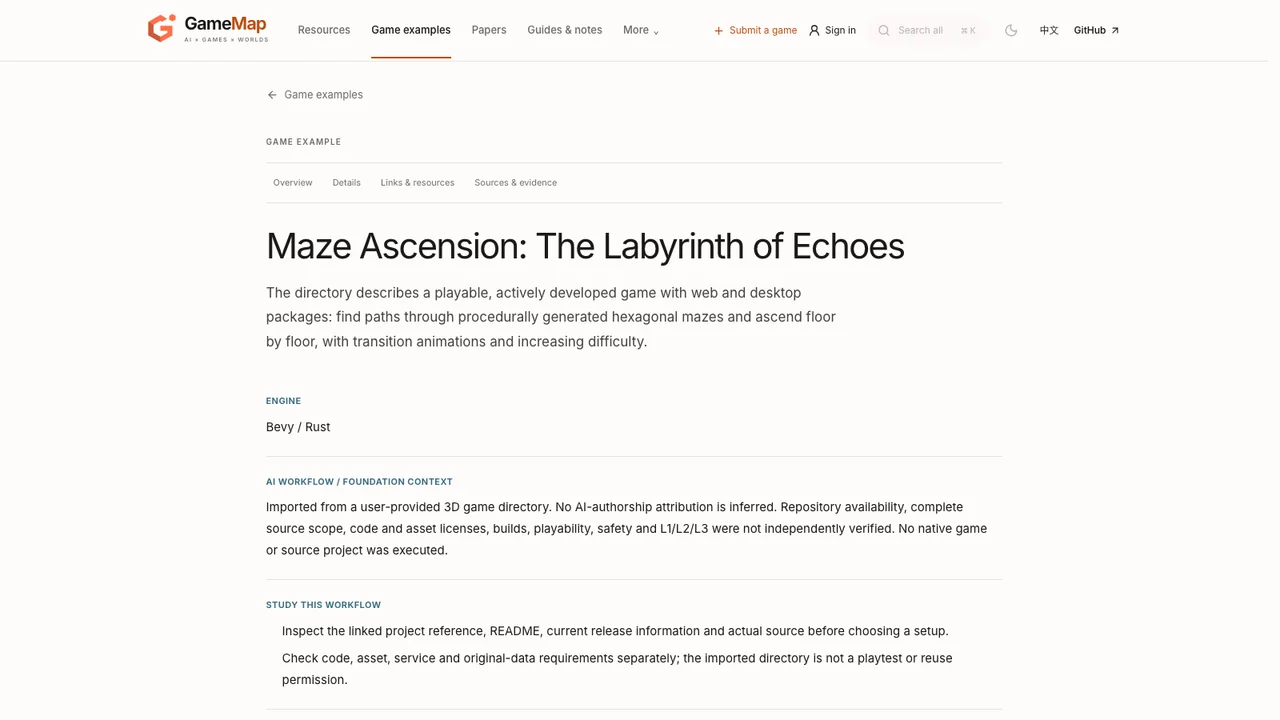 GameMap
AI × GAMES × WORLDS
Resources
Game examples
Papers
Guides & notes
More
+ Submit a game
Sign in
Search all
⌘ K
中文
GitHub ↗
← Game examples
GAME EXAMPLE
Overview
Details
Links & resources
Sources & evidence
Maze Ascension: The Labyrinth of Echoes
The directory describes a playable, actively developed game with web and desktop
packages: find paths through procedurally generated hexagonal mazes and ascend floor
by floor, with transition animations and increasing difficulty.
ENGINE
Bevy / Rust
AI WORKFLOW / FOUNDATION CONTEXT
Imported from a user-provided 3D game directory. No AI-authorship attribution is inferred. Repository availability, complete
source scope, code and asset licenses, builds, playability, safety and L1/L2/L3 were not independently verified. No native game
or source project was executed.
STUDY THIS WORKFLOW
Inspect the linked project reference, README, current release information and actual source before choosing a setup.
Check code, asset, service and original-data requirements separately; the imported directory is not a playtest or reuse
permission.